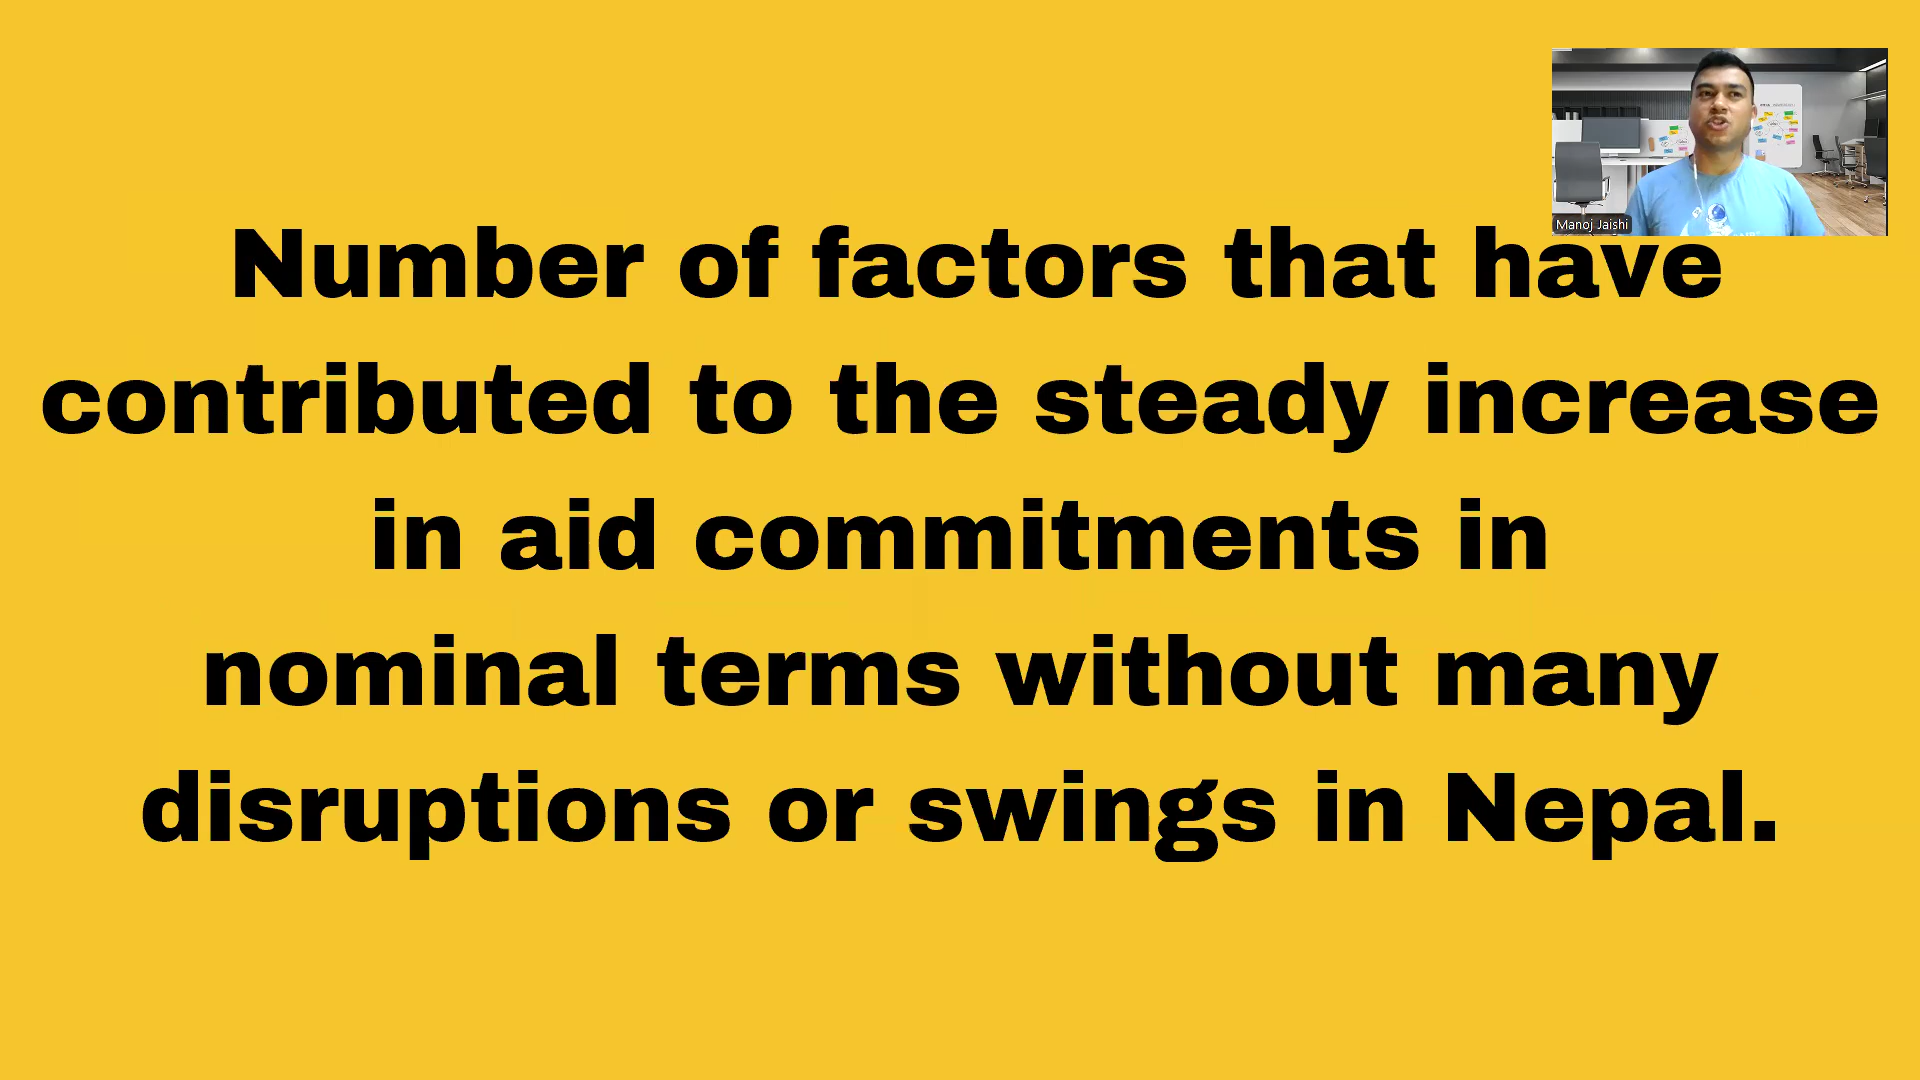 Manoj Jaishi
Number of factors that have
contributed to the steady increase
in aid commitments in
nominal terms without many
disruptions or swings in Nepal.